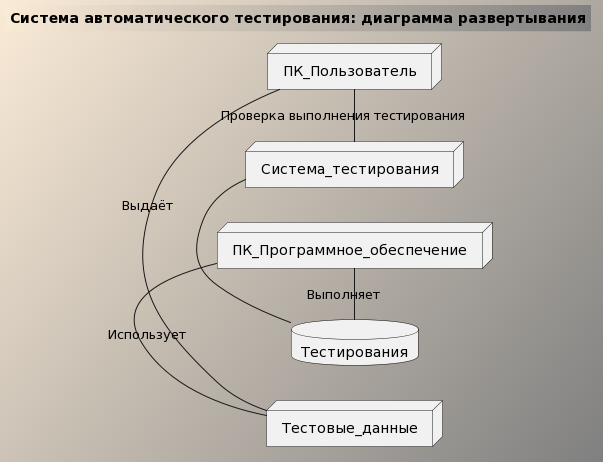 Система автоматического тестирования: диаграмма развертывания
ПК_Пользователь
Проверка выполнения тестирования
Система_тестирования
Выдаёт
ПК_Программное_обеспечение
Выполняет
Использует
Тестирования
Тестовые_данные